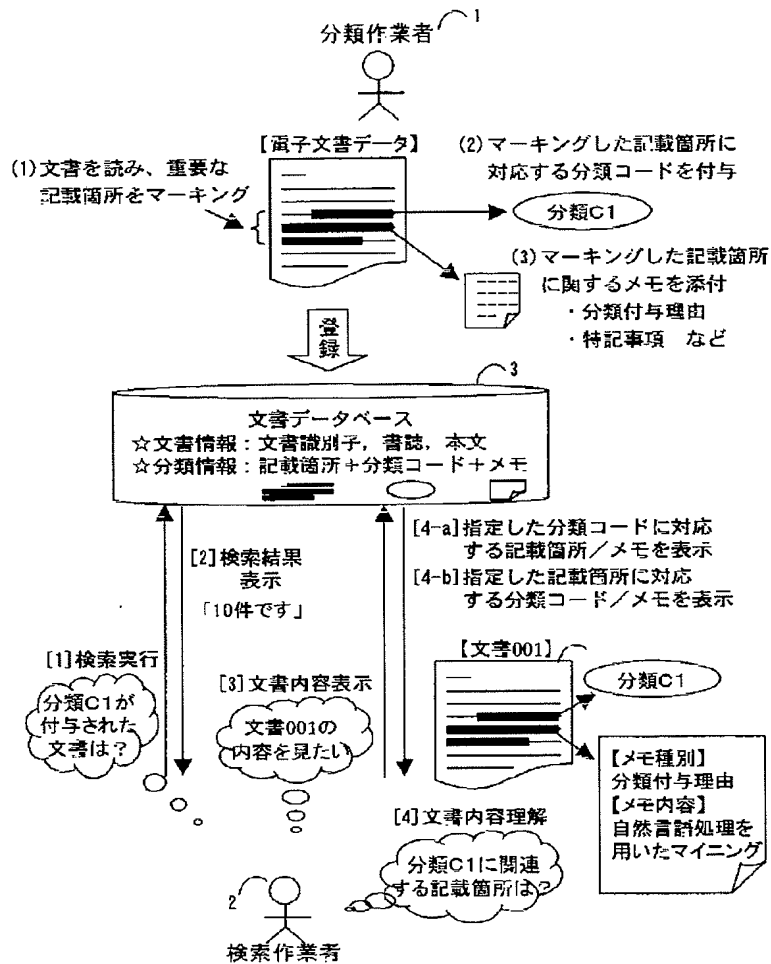 分類作業者
1
【電子文書データ】
(1)文書を読み、重要な
記載箇所をマーキング
(2)マーキングした記載箇所に
対応する分類コードを付与
分類C1
(3)マーキングした記載箇所
に関するメモを添付
・分類付与理由
・特記事項 など
登
録
3
文書データベース
☆文書情報:文書識別子,書誌,本文
☆分類情報:記載箇所+分類コード+メモ
[2]検索結果
表示
「10件です」
[4-a]指定した分類コードに対応
する記載箇所/メモを表示
[4-b]指定した記載箇所に対応
する分類コード/メモを表示
[1]検索実行
分類C1が
付与された
文書は?
[3]文書内容表示
文書001の
内容を見たい
【文書001】
分類C1
【メモ種別】
分類付与理由
【メモ内容】
自然言語処理を
用いたマイニング
[4]文書内容理解
分類C1に関連
する記載箇所は?
2
検索作業者